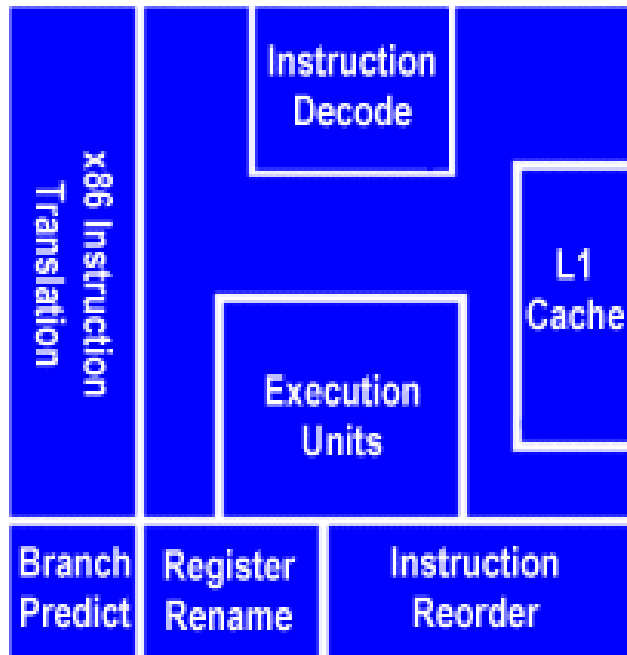 Instruction
Decode
x86 Instruction
Translation
L1
Cache
Execution
Units
Branch
Predict
Register
Rename
Instruction
Reorder